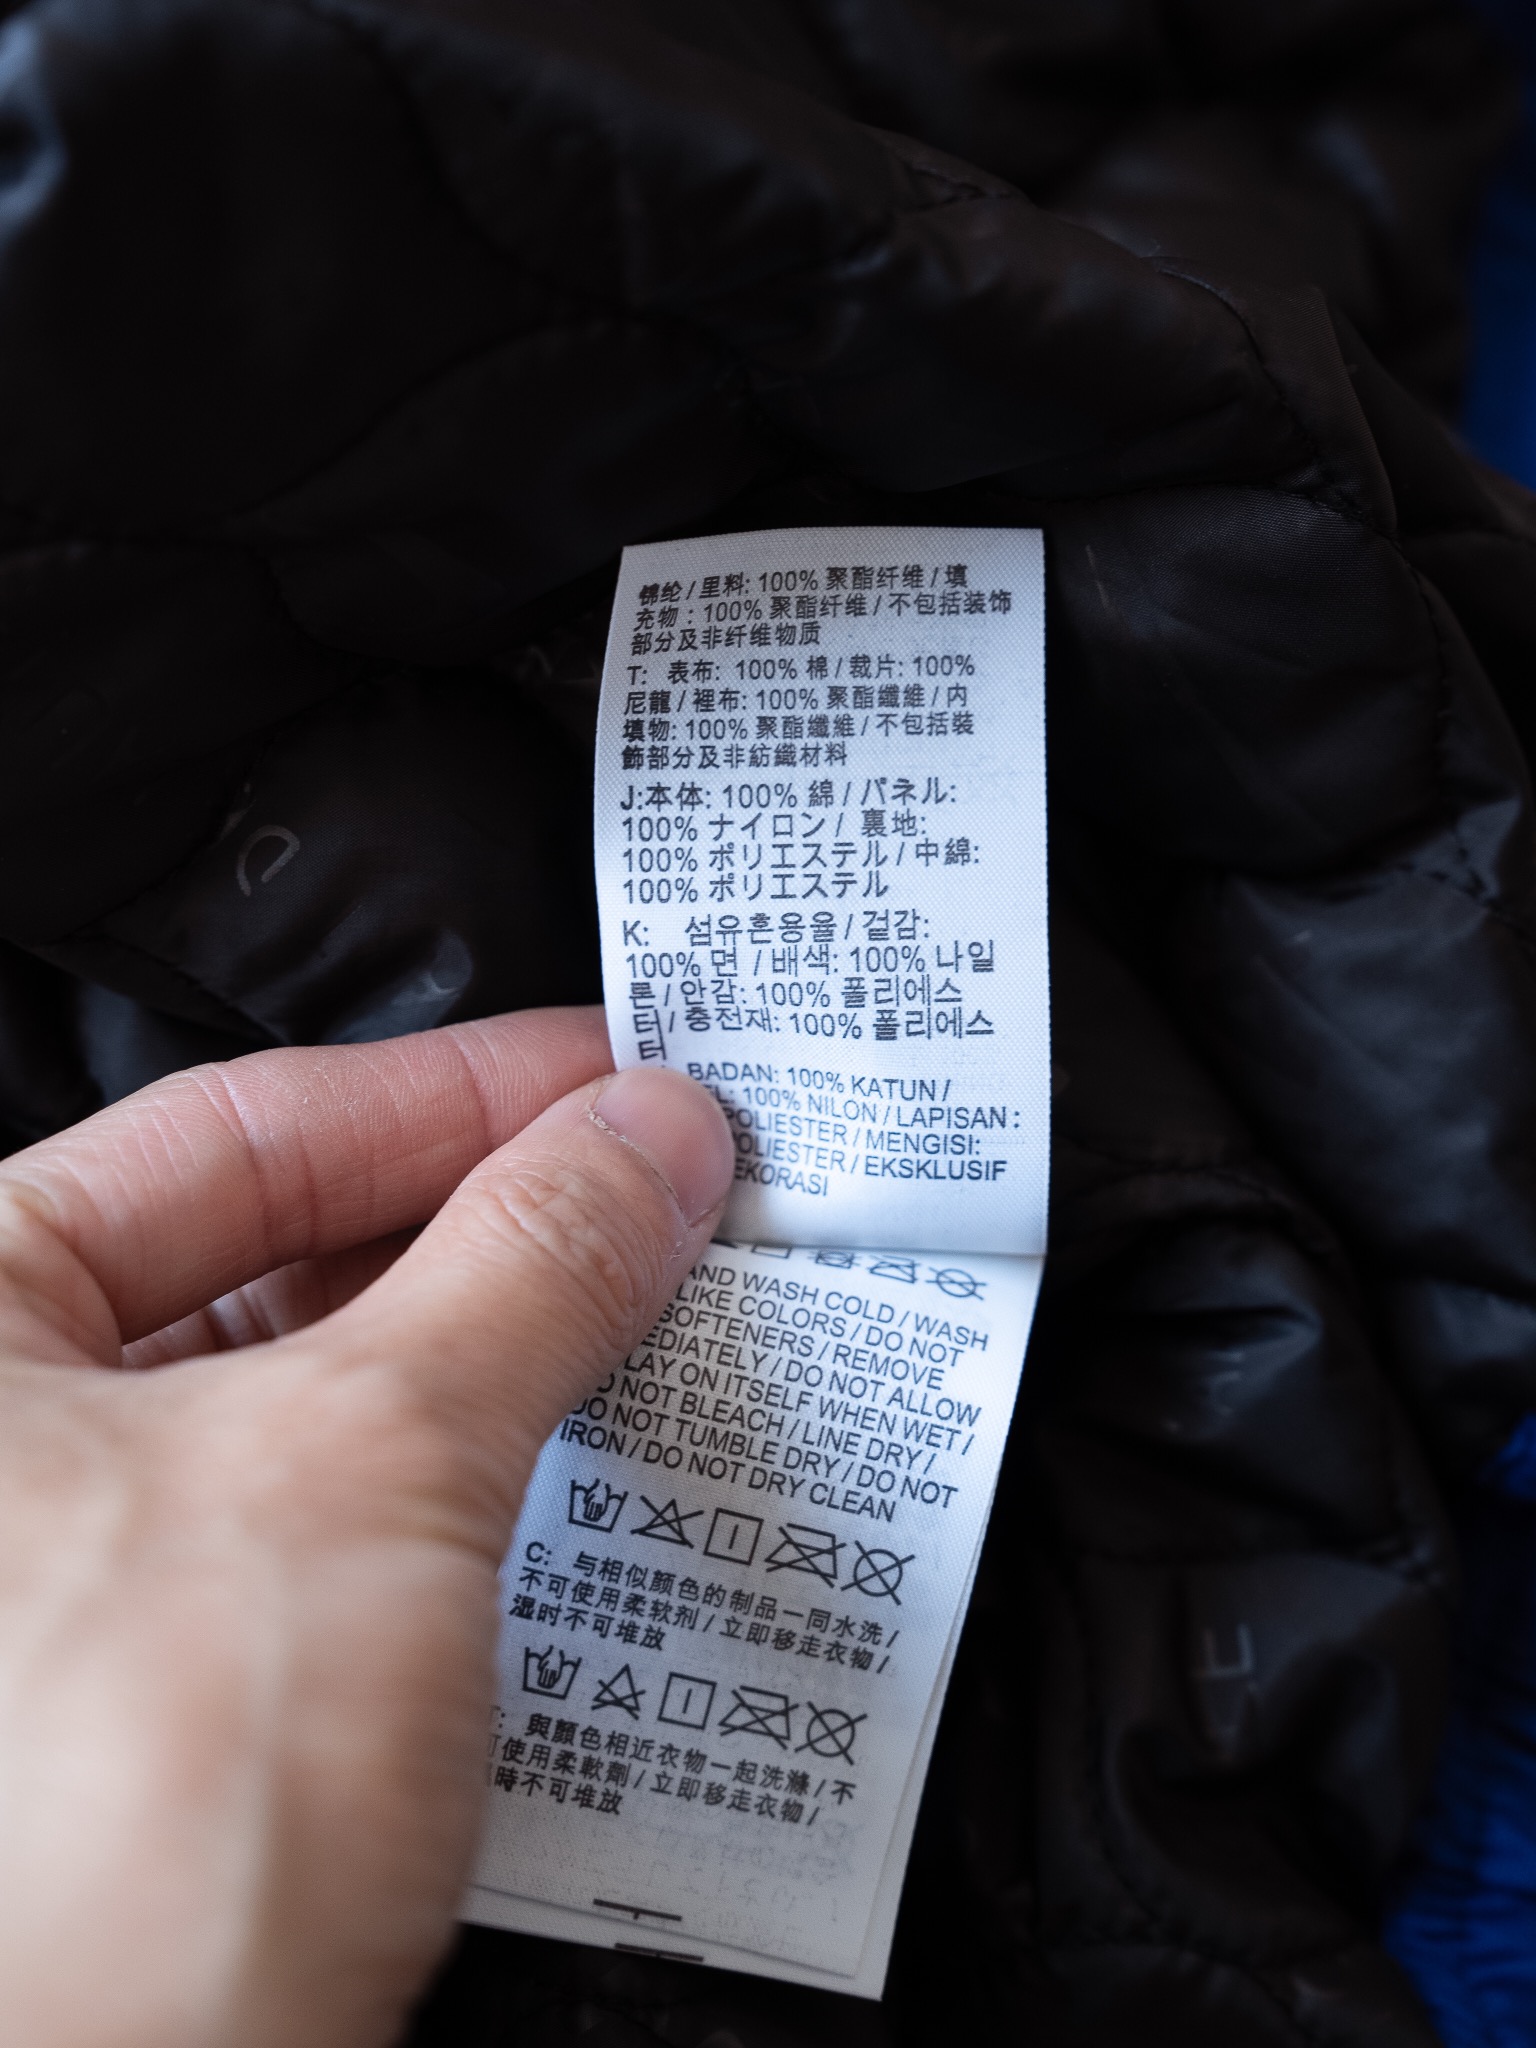 锦纶 / 里料: 100% 聚酯纤维 / 填
充物 : 100% 聚酯纤维 / 不包括装饰
部分及非纤维物质
T: 表布: 100% 棉 / 裁片: 100%
尼龍 / 裡布: 100% 聚酯纖維 / 内
填物: 100% 聚酯纖維 / 不包括裝
飾部分及非紡織材料
J:本体: 100% 綿 / パネル:
100% ナイロン / 裏地:
100% ポリエステル / 中綿:
100% ポリエステル
K: 섬유혼용율 / 겉감:
100% 면 / 배색: 100% 나일
론 / 안감: 100% 폴리에스
터 / 충전재: 100% 폴리에스
터
BADAN: 100% KATUN /
100% NILON / LAPISAN :
POLIESTER / MENGISI:
POLIESTER / EKSKLUSIF
WASH COLD / WASH
LIKE COLORS / DO NOT
SOFTENERS / REMOVE
/ DO NOT ALLOW
LAY ON ITSELF WHEN WET /
DO NOT BLEACH / LINE DRY /
DO NOT TUMBLE DRY / DO NOT
IRON / DO NOT DRY CLEAN
C: 与相似颜色的制品一同水洗 /
不可使用柔软剂 / 立即移走衣物 /
湿时不可堆放
T: 與顏色相近衣物一起洗滌 / 不
可使用柔軟劑 / 立即移走衣物 /
時不可堆放